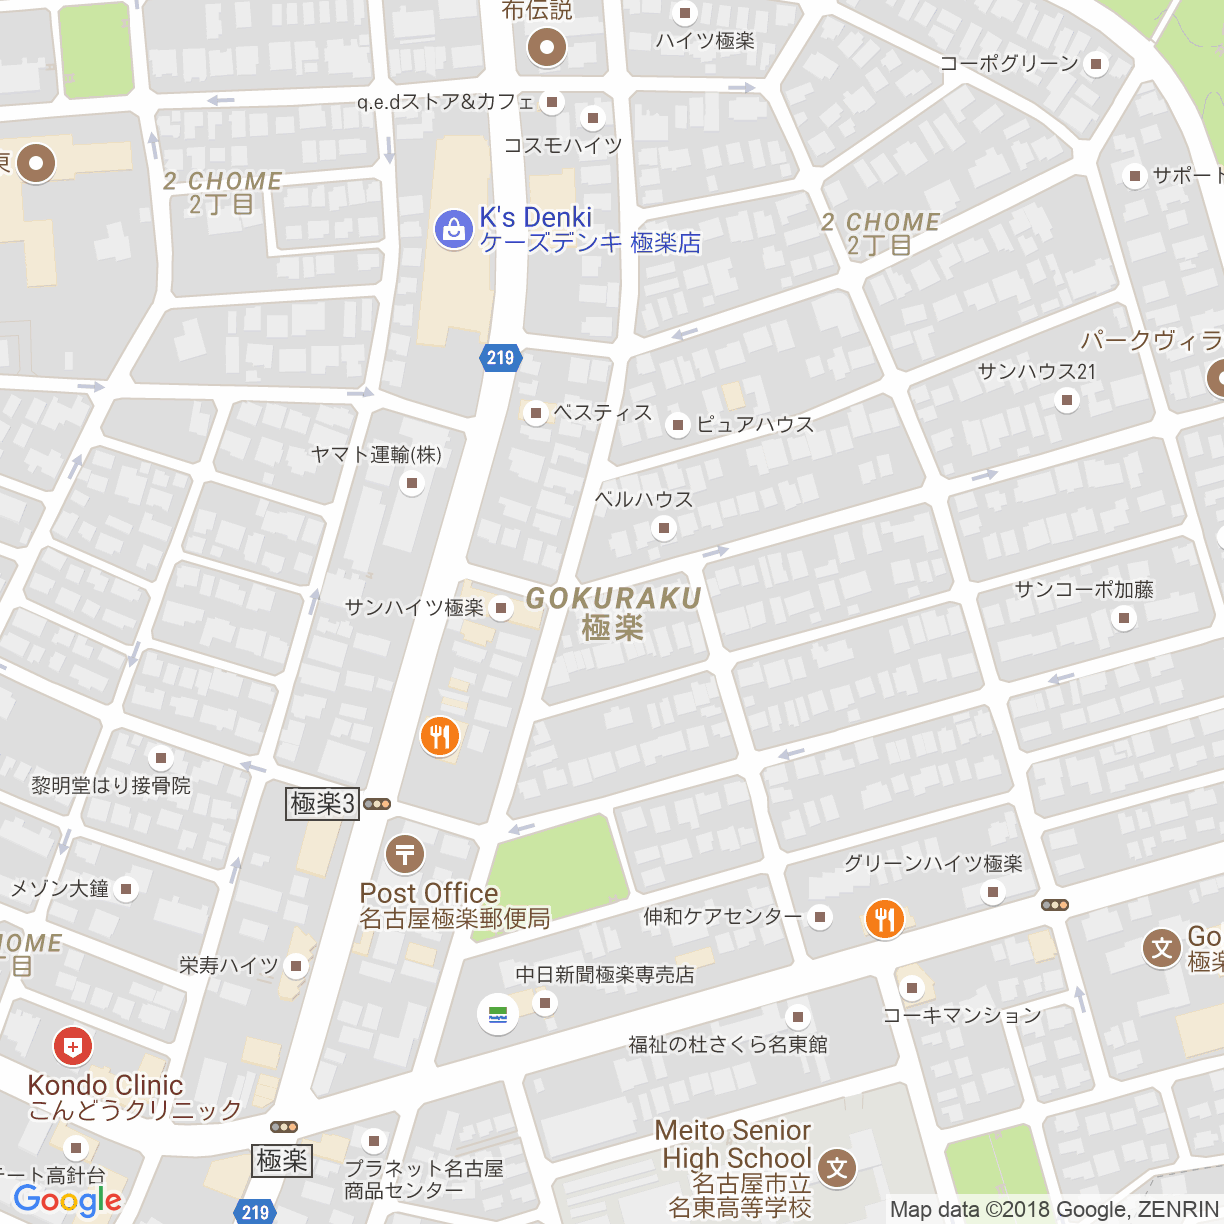 布伝説
ハイツ極楽
コーポグリーン
q.e.dストア&カフェ
コスモハイツ
東
サポート
2 CHOME
2丁目
K's Denki
ケーズデンキ 極楽店
2 CHOME
2丁目
219
パークヴィラ
サンハウス21
ベスティス
ピュアハウス
ヤマト運輸(株)
ベルハウス
サンコーポ加藤
サンハイツ極楽
GOKURAKU
極楽
黎明堂はり接骨院
極楽3
メゾン大鐘
Post Office
名古屋極楽郵便局
グリーンハイツ極楽
伸和ケアセンター
HOME
丁目
栄寿ハイツ
中日新聞極楽専売店
Go
極楽
コーキマンション
FamilyMart
福祉の杜さくら名東館
Kondo Clinic
こんどうクリニック
テート高針台
極楽
プラネット名古屋
商品センター
Meito Senior
High School
名古屋市立
名東高等学校
Google
219
Map data ©2018 Google, ZENRIN